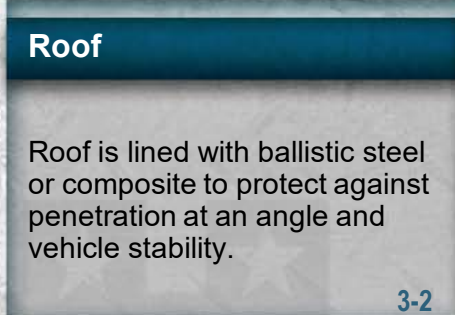 Roof
Roof is lined with ballistic steel
or composite to protect against
penetration at an angle and
vehicle stability.
3-2